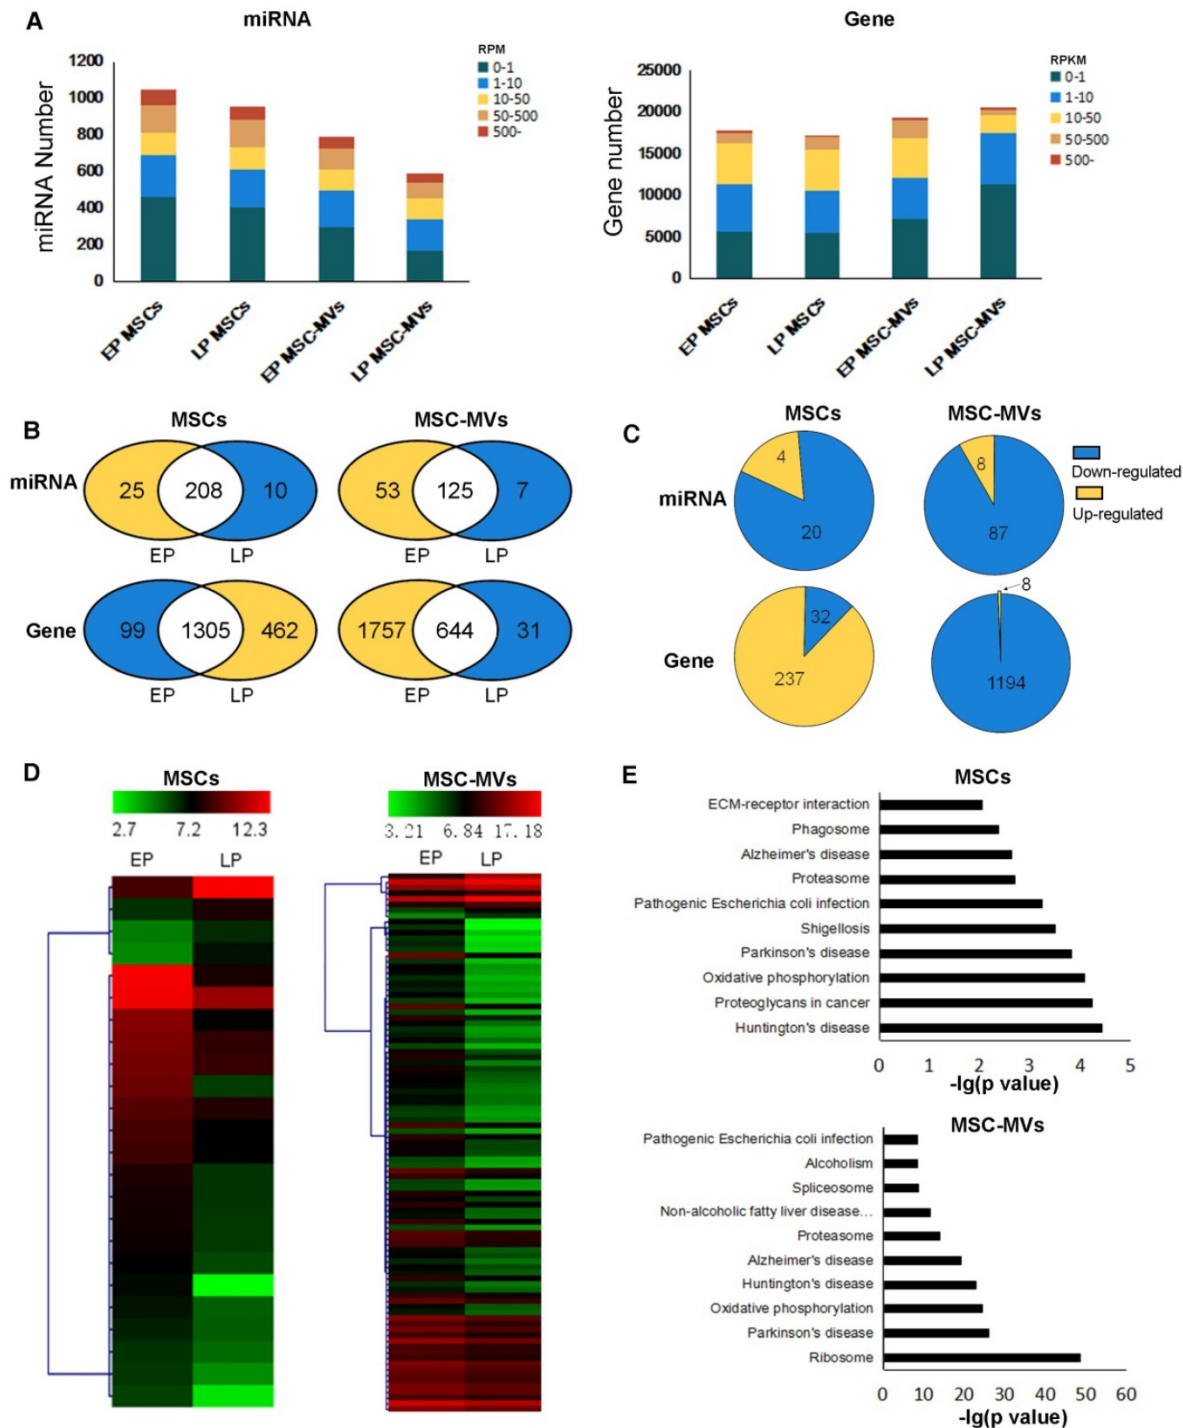 A
miRNA
miRNA Number
1200
1000
800
600
400
200
0
RPM
0-1
1-10
10-50
50-500
500-
EP MSCs
LP MSCs
EP MSC-MVs
LP MSC-MVs
Gene
Gene number
25000
20000
15000
10000
5000
0
RPKM
0-1
1-10
10-50
50-500
500-
EP MSCs
LP MSCs
EP MSC-MVs
LP MSC-MVs
B
MSCs
MSC-MVs
miRNA
25 208 10
53 125 7
EP LP
EP LP
Gene
99 1305 462
1757 644 31
EP LP
EP LP
C
MSCs
MSC-MVs
miRNA
4
20
8
87
Down-regulated
Up-regulated
Gene
32
237
8
1194
D
MSCs
2.7 7.2 12.3
EP LP
MSC-MVs
3.21 6.84 17.18
EP LP
E
MSCs
ECM-receptor interaction
Phagosome
Alzheimer's disease
Proteasome
Pathogenic Escherichia coli infection
Shigellosis
Parkinson's disease
Oxidative phosphorylation
Proteoglycans in cancer
Huntington's disease
0 1 2 3 4 5
-lg(p value)
MSC-MVs
Pathogenic Escherichia coli infection
Alcoholism
Spliceosome
Non-alcoholic fatty liver disease...
Proteasome
Alzheimer's disease
Huntington's disease
Oxidative phosphorylation
Parkinson's disease
Ribosome
0 10 20 30 40 50 60
-lg(p value)